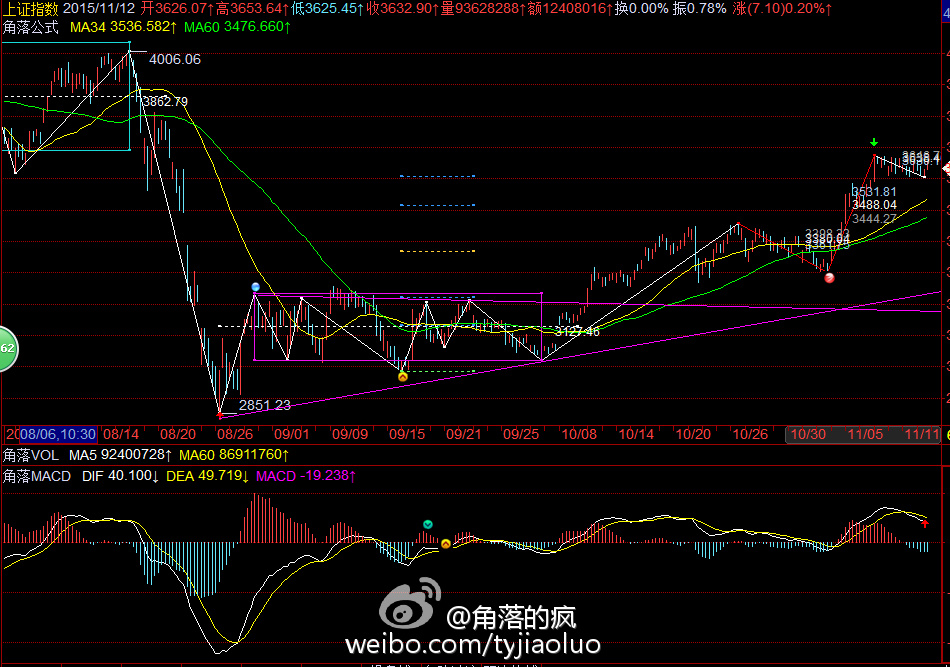 上证指数 2015/11/12 开3626.07↑高3653.64↑低3625.45↑收3632.90↑量93628288↑额12408016↑换0.00% 振0.78% 涨(7.10)0.20%↑
角落公式 MA34 3536.582↑ MA60 3476.660↑
4006.06
3862.79
3531.81
3488.04
3444.27
3380.04
3127.48
2851.23
62
08/06,10:30 08/14 08/20 08/26 09/01 09/09 09/15 09/21 09/25 10/08 10/14 10/20 10/26 10/30 11/05 11/11
角落VOL MA5 92400728↑ MA60 86911760↑
角落MACD DIF 40.100↓ DEA 49.719↓ MACD -19.238↑
@角落的疯
weibo.com/tyjiaoluo